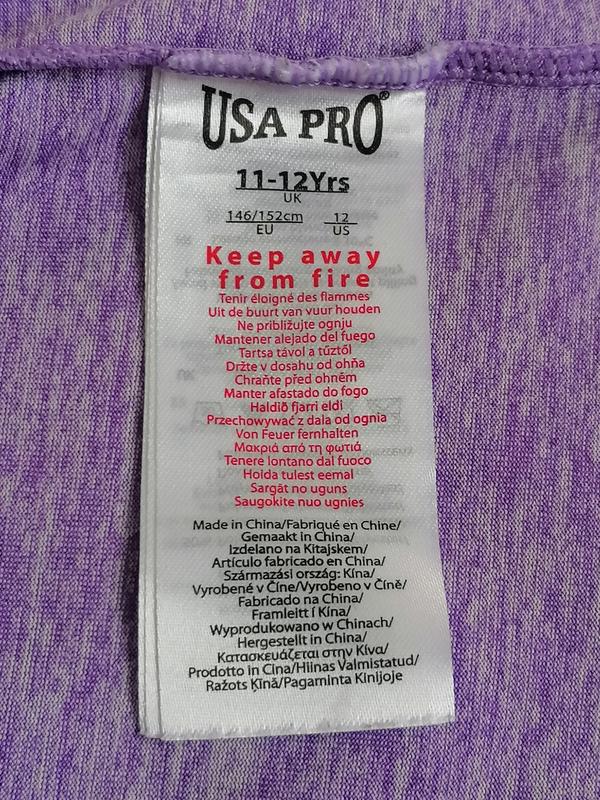 USA PRO®
11-12Yrs
UK
146/152cm 12
EU US
Keep away
from fire
Tenir éloigné des flammes
Uit de buurt van vuur houden
Ne približujte ognju
Mantener alejado del fuego
Tartsa távol a tűztől
Držte v dosahu od ohňa
Chraňte před ohněm
Manter afastado do fogo
Haldið fjarri eldi
Przechowywać z dala od ognia
Von Feuer fernhalten
Μακριά από τη φωτιά
Tenere lontano dal fuoco
Hoida tulest eemal
Sargāt no uguns
Saugokite nuo ugnies
Made in China/Fabriqué en Chine/
Gemaakt in China/
Izdelano na Kitajskem/
Artículo fabricado en China/
Származási ország: Kína/
Vyrobené v Číne/Vyrobeno v Číně/
Fabricado na China/
Framleitt í Kína/
Wyprodukowano w Chinach/
Hergestellt in China/
Κατασκευάζεται στην Κίνα/
Prodotto in Cina/Hiinas Valmistatud/
Ražots Ķīnā/Pagaminta Kinijoje